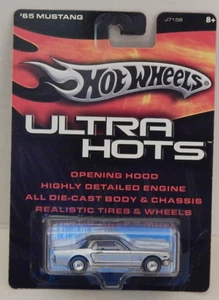 '65 MUSTANG
J7158
8+
HOT WHEELS
ULTRA
HOTS
OPENING HOOD
HIGHLY DETAILED ENGINE
ALL DIE-CAST BODY & CHASSIS
REALISTIC TIRES & WHEELS